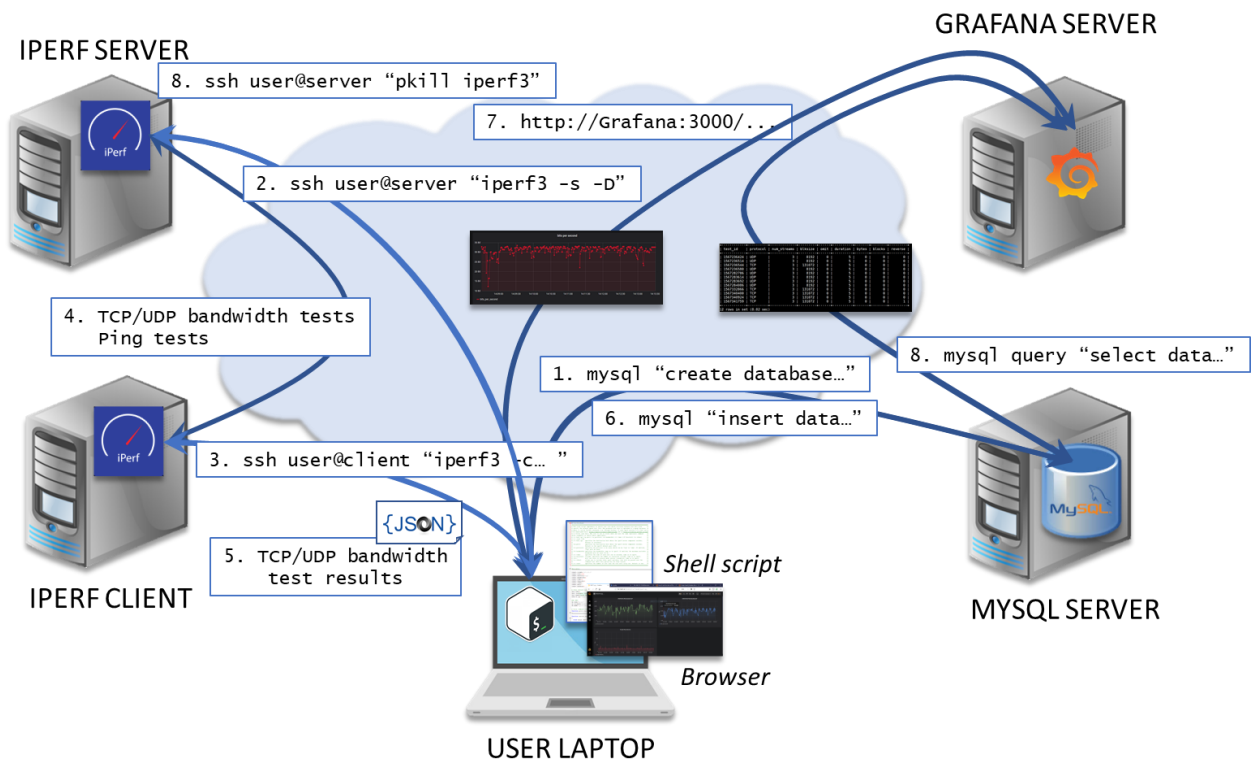 GRAFANA SERVER
IPERF SERVER
8. ssh user@server “pkill iperf3”
7. http://Grafana:3000/...
iPerf
2. ssh user@server “iperf3 -s -D”
4. TCP/UDP bandwidth tests
Ping tests
8. mysql query “select data…”
1. mysql “create database…”
6. mysql “insert data…”
iPerf
3. ssh user@client “iperf3 -c… ”
MySQL
{JSON}
5. TCP/UDP bandwidth
test results
Shell script
$_
IPERF CLIENT
MYSQL SERVER
Browser
USER LAPTOP